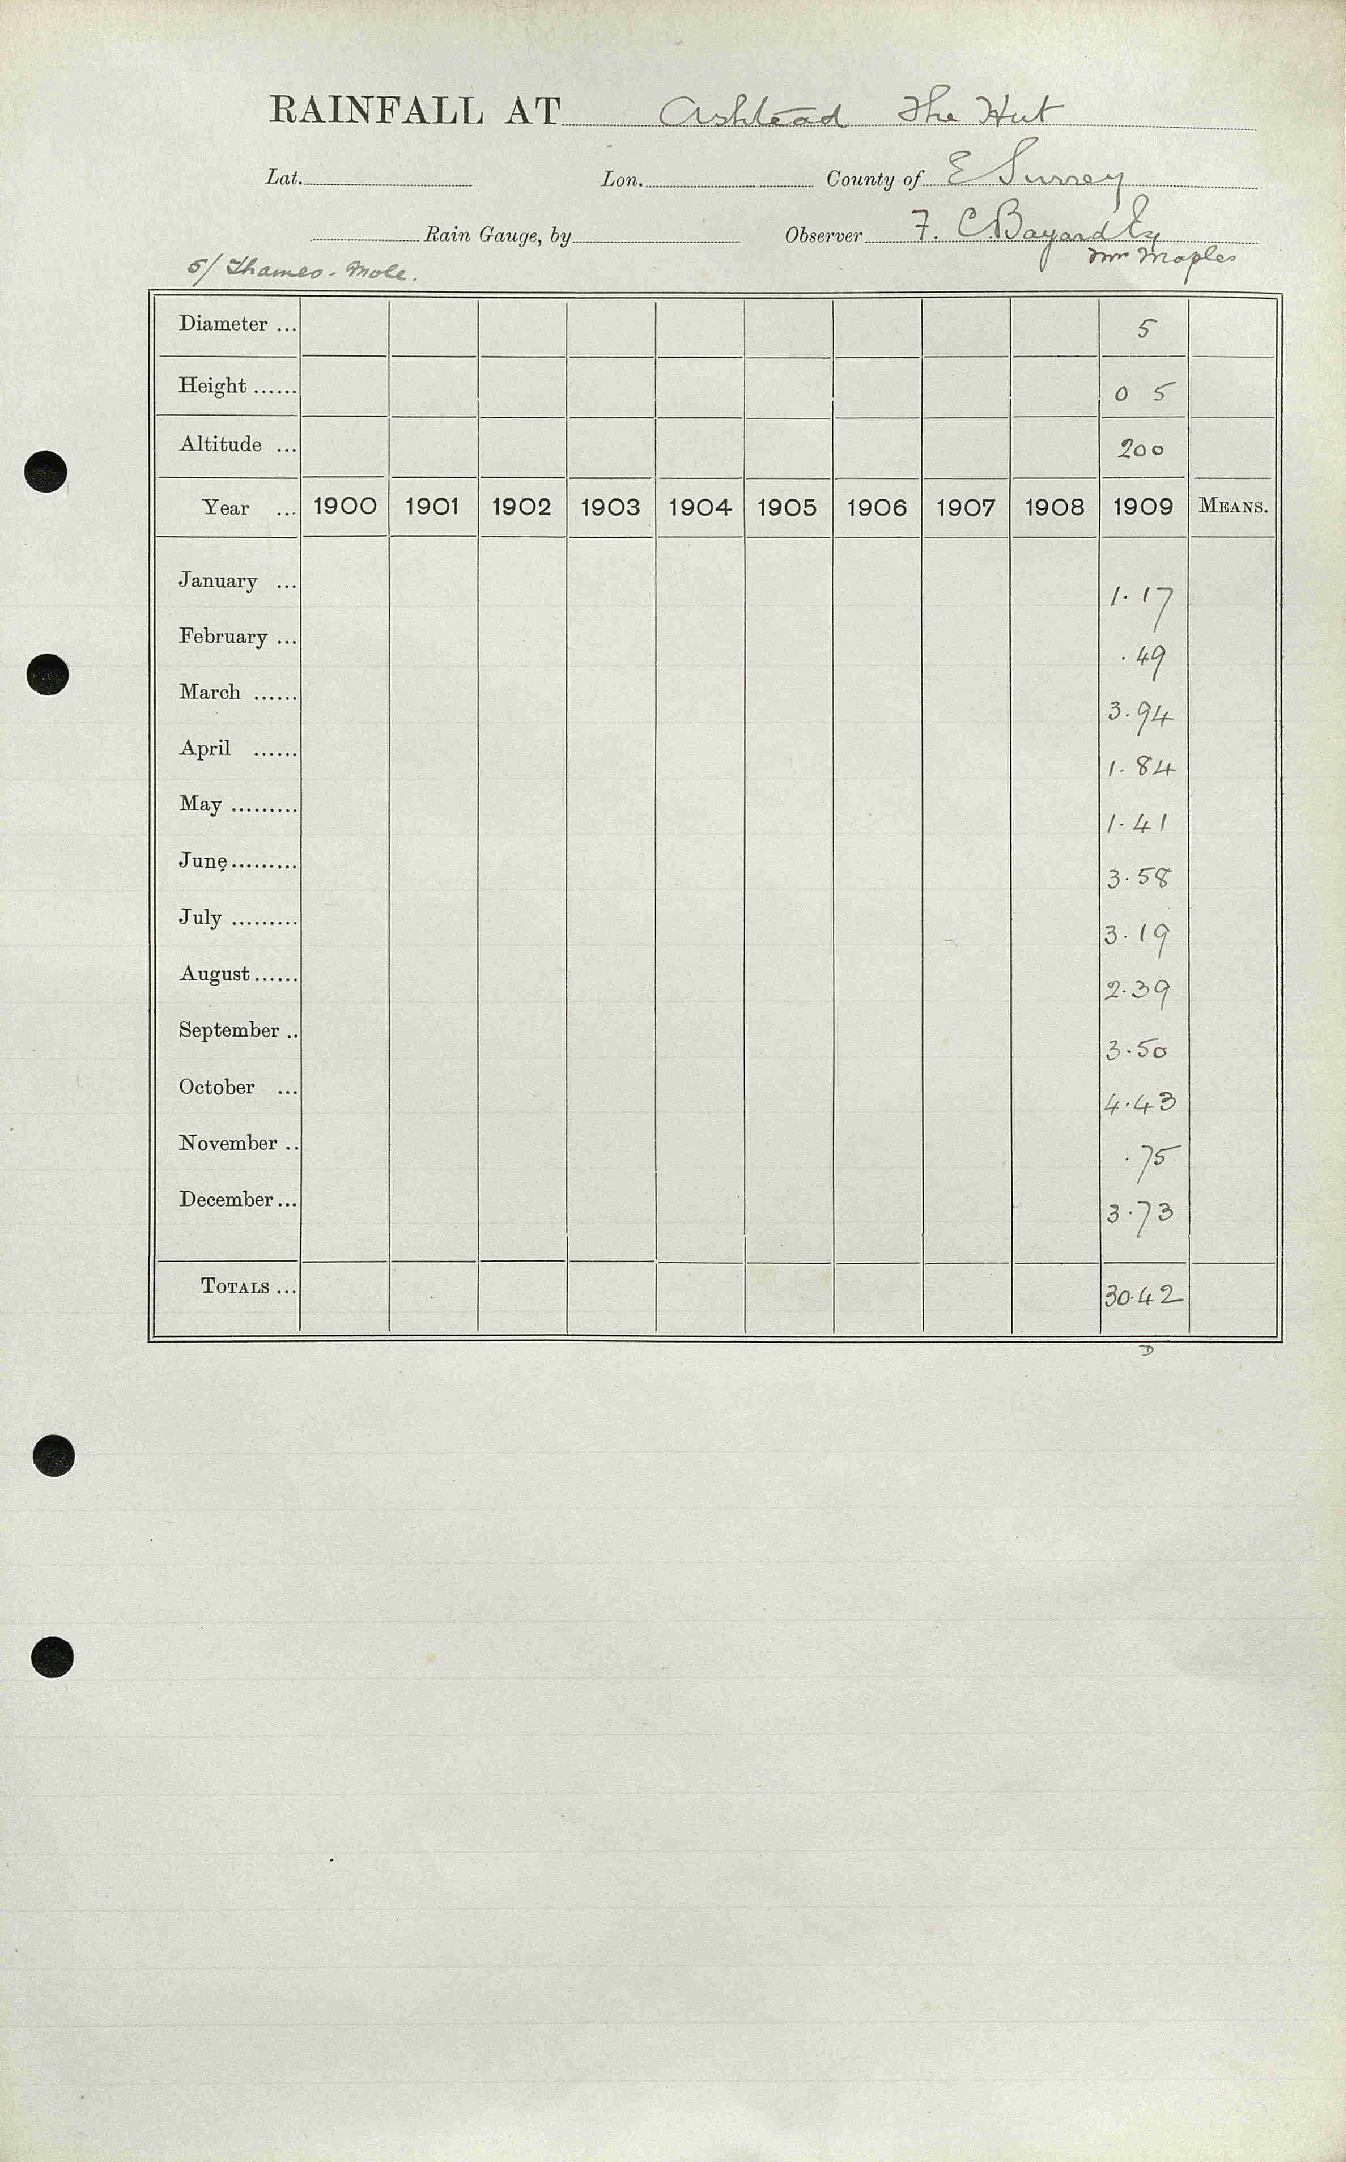 RAINFALL AT Ashtead The Hut
Lat. Lon. County of E Surrey
Rain Gauge, by Observer F. C. Bayard Esq
Mr Maples
5/ Thames - Mole.
Diameter ... 5
Height ...... 0 5
Altitude ... 200
Year ... 1900 1901 1902 1903 1904 1905 1906 1907 1908 1909 MEANS.
January ... 1.17
February ... .49
March ...... 3.94
April ...... 1.84
May ......... 1.41
June ......... 3.58
July ......... 3.19
August ...... 2.39
September .. 3.50
October ... 4.43
November .. .75
December ... 3.73
TOTALS ... 30.42
D